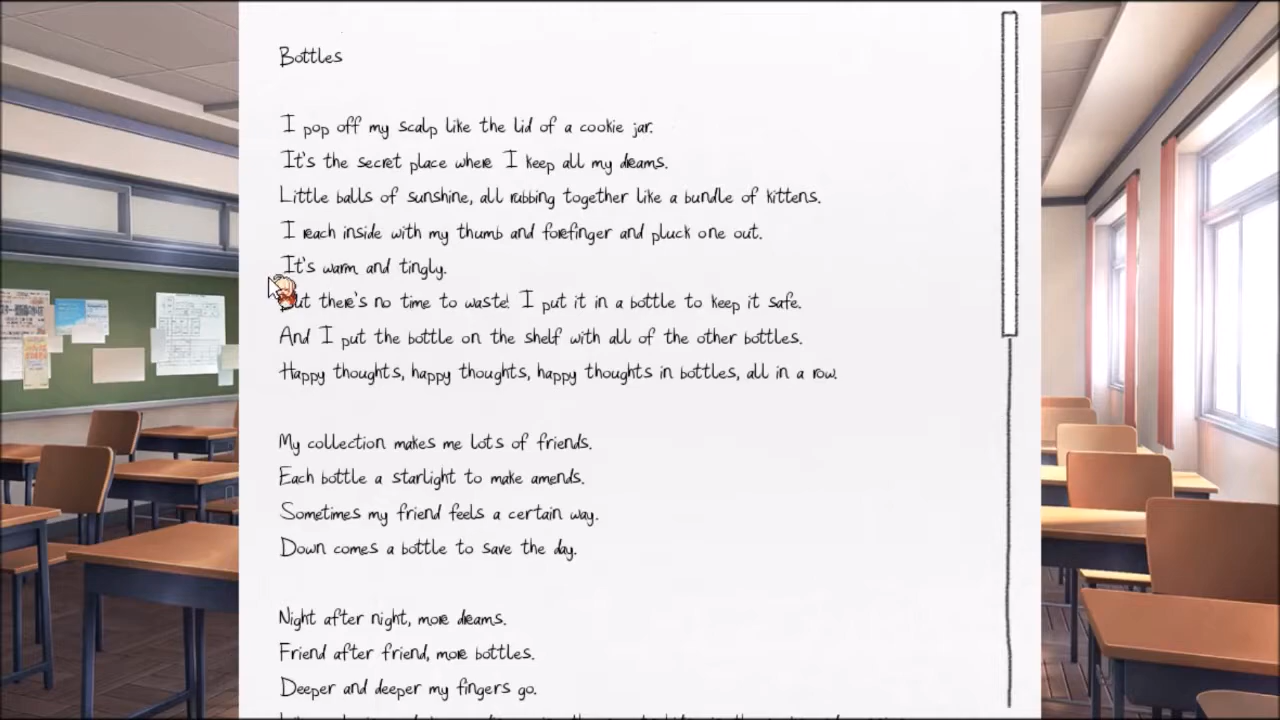 Bottles
I pop off my scalp like the lid of a cookie jar.
It's the secret place where I keep all my dreams.
Little balls of sunshine, all rubbing together like a bundle of kittens.
I reach inside with my thumb and forefinger and pluck one out.
It's warm and tingly.
But there's no time to waste! I put it in a bottle to keep it safe.
And I put the bottle on the shelf with all of the other bottles.
Happy thoughts, happy thoughts, happy thoughts in bottles, all in a row.
My collection makes me lots of friends.
Each bottle a starlight to make amends.
Sometimes my friend feels a certain way.
Down comes a bottle to save the day.
Night after night, more dreams.
Friend after friend, more bottles.
Deeper and deeper my fingers go.